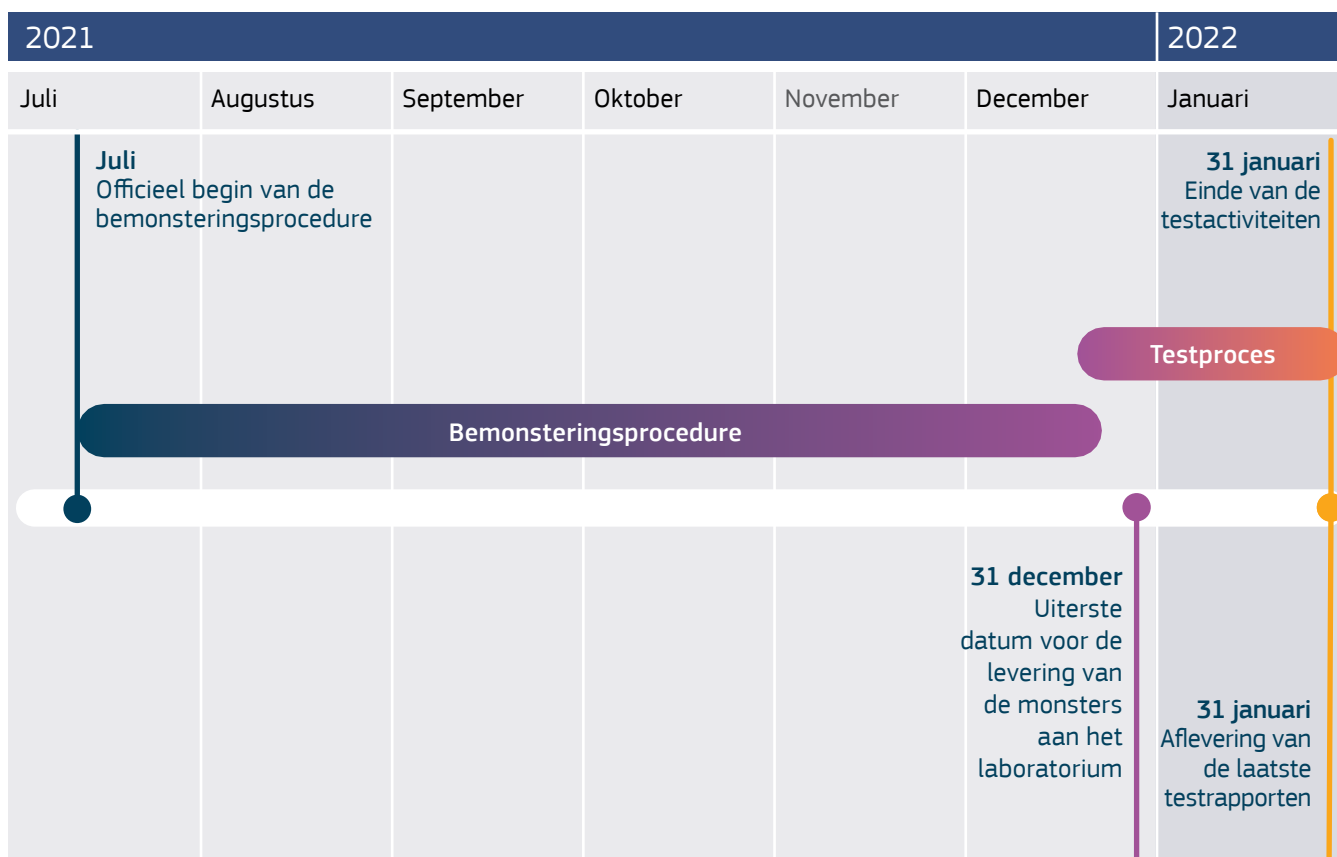 2021
2022
Juli
Augustus
September
Oktober
November
December
Januari
Juli
Officieel begin van de
bemonsteringsprocedure
31 januari
Einde van de
testactiviteiten
Testproces
Bemonsteringsprocedure
31 december
Uiterste
datum voor de
levering van
de monsters
aan het
laboratorium
31 januari
Aflevering van
de laatste
testrapporten